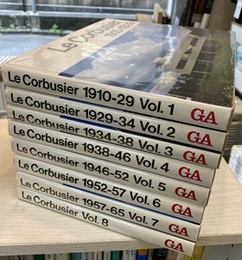 Le Corbusier
Le Corbusier 1910-29 Vol. 1 GA
Le Corbusier 1929-34 Vol. 2 GA
Le Corbusier 1934-38 Vol. 3 GA
Le Corbusier 1938-46 Vol. 4 GA
Le Corbusier 1946-52 Vol. 5 GA
Le Corbusier 1952-57 Vol. 6 GA
Le Corbusier 1957-65 Vol. 7 GA
Le Corbusier Vol. 8 GA